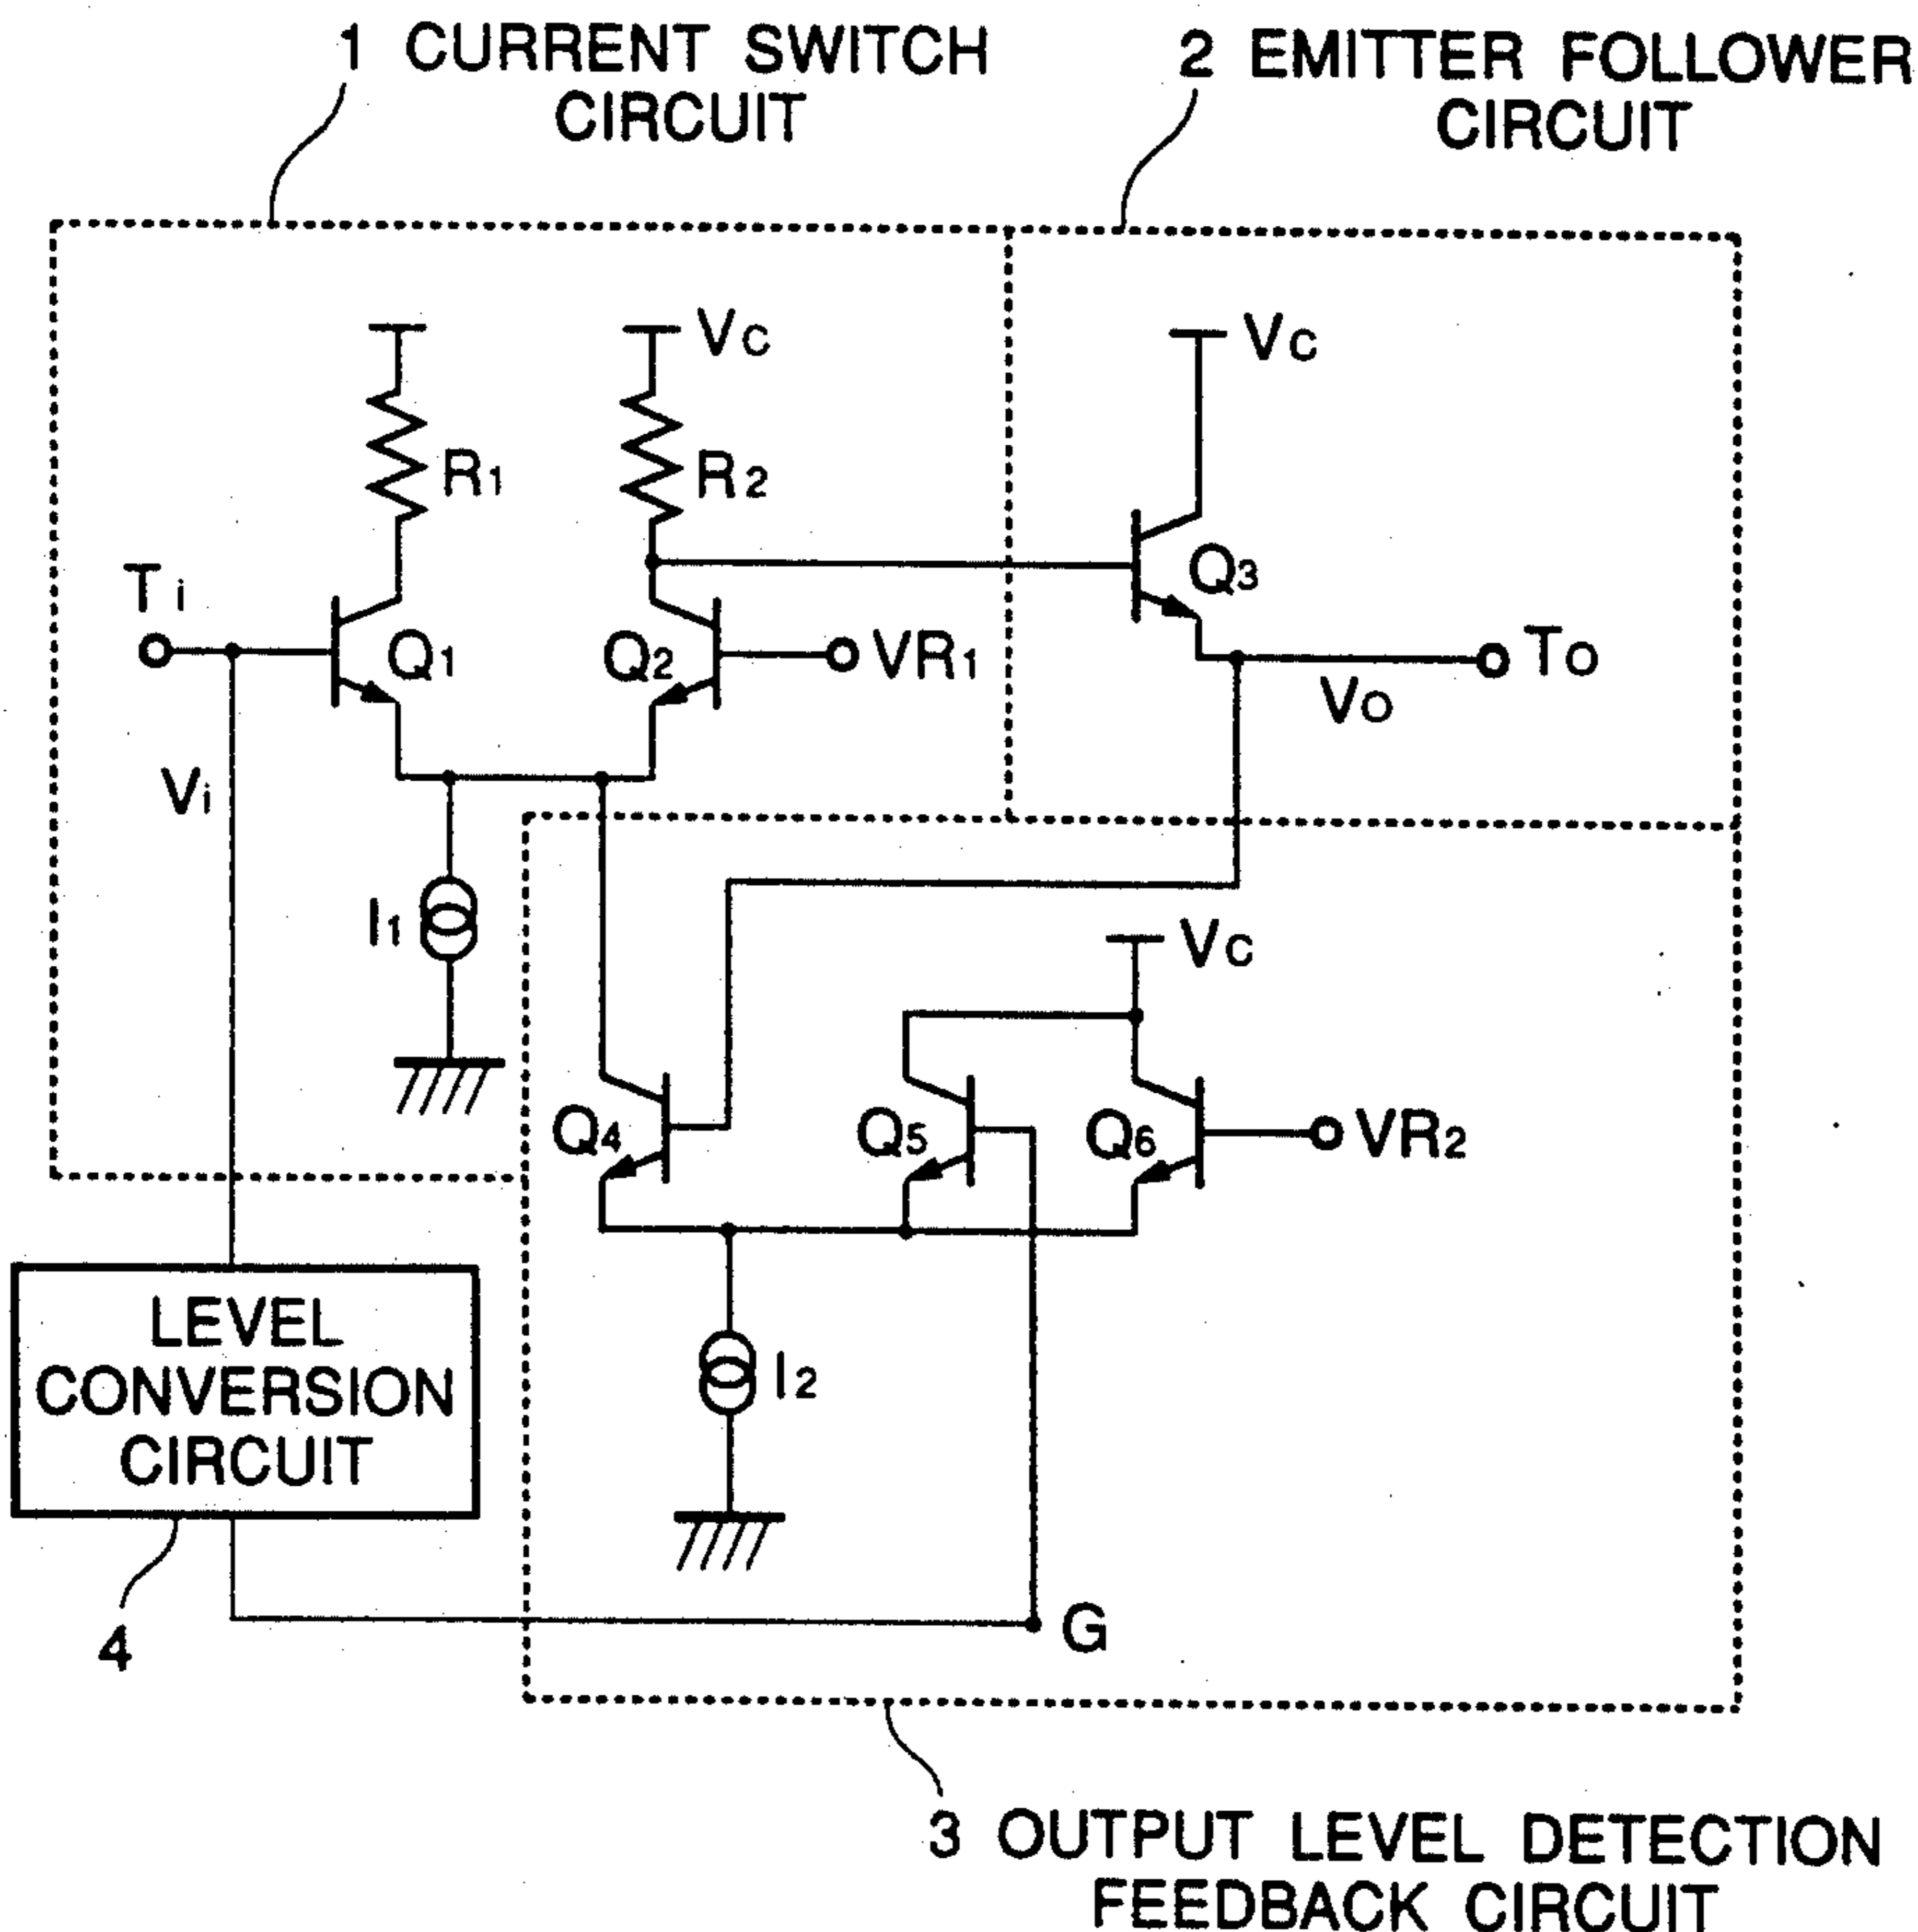 1 CURRENT SWITCH
CIRCUIT
2 EMITTER FOLLOWER
CIRCUIT
VC
VC
R1
R2
Q3
Ti
Q1
Q2
VR1
TO
VO
Vi
I1
VC
Q4
Q5
Q6
VR2
LEVEL
CONVERSION
CIRCUIT
I2
4
G
3 OUTPUT LEVEL DETECTION
FEEDBACK CIRCUIT